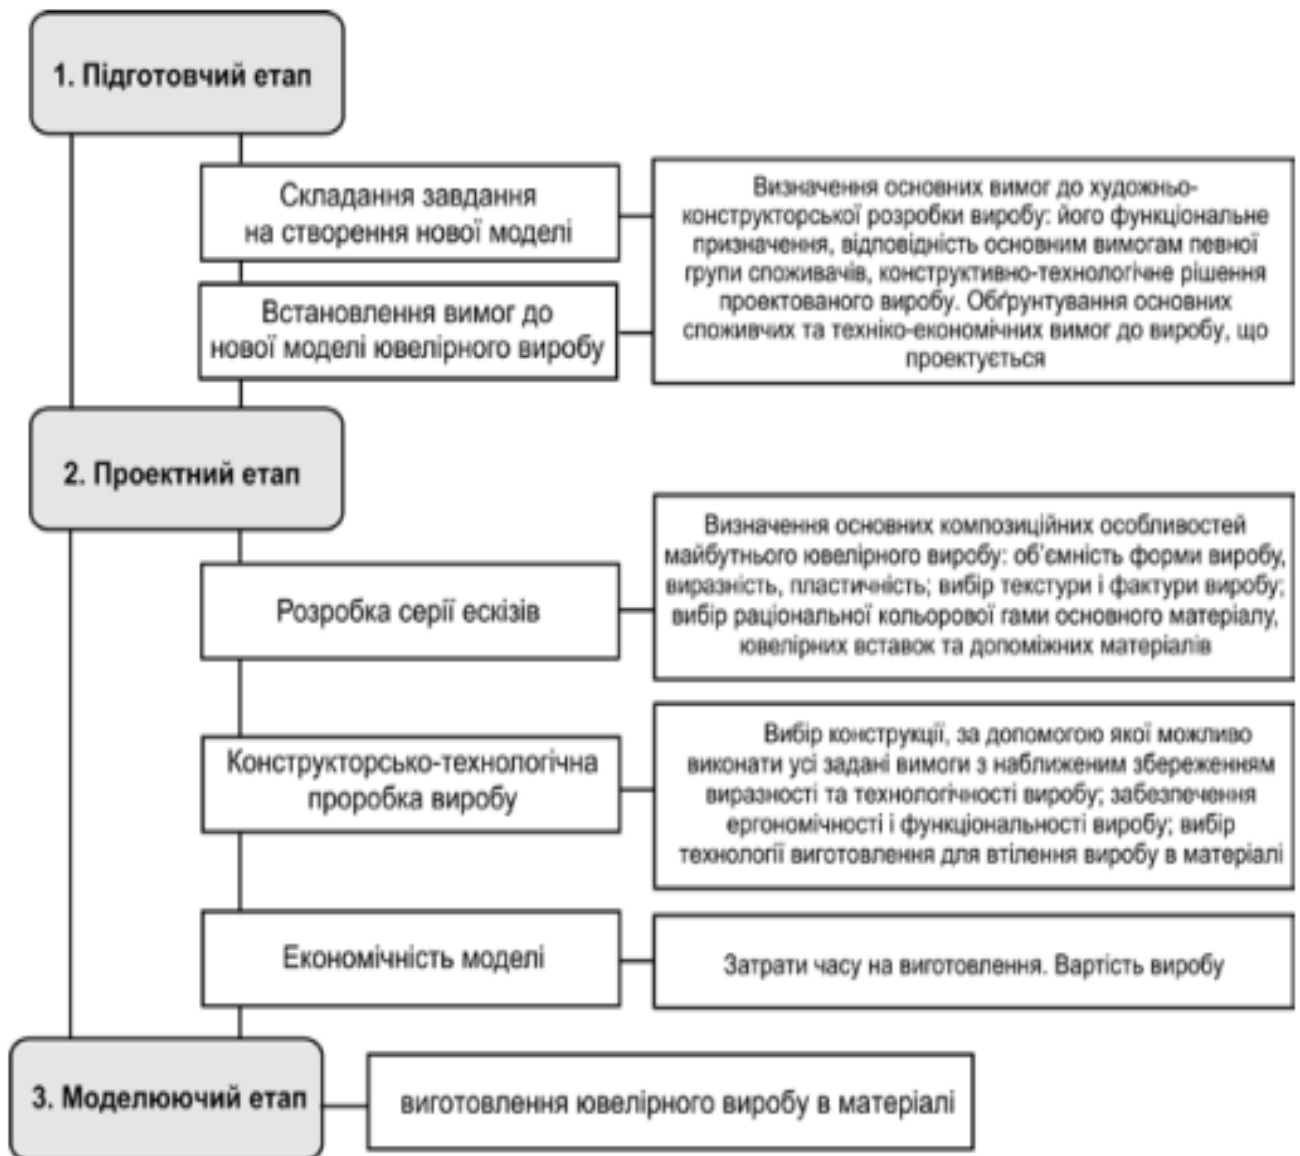 1. Підготовчий етап
Складання завдання
на створення нової моделі
Визначення основних вимог до художньо-
конструкторської розробки виробу: його функціональне
призначення, відповідність основним вимогам певної
групи споживачів, конструктивно-технологічне рішення
проектованого виробу. Обґрунтування основних
споживчих та техніко-економічних вимог до виробу, що
проектується
Встановлення вимог до
нової моделі ювелірного виробу
2. Проектний етап
Розробка серії ескізів
Визначення основних композиційних особливостей
майбутнього ювелірного виробу: об'ємність форми виробу,
виразність, пластичність; вибір текстури і фактури виробу;
вибір раціональної кольорової гами основного матеріалу,
ювелірних вставок та допоміжних матеріалів
Конструкторсько-технологічна
проробка виробу
Вибір конструкції, за допомогою якої можливо
виконати усі задані вимоги з наближеним збереженням
виразності та технологічності виробу; забезпечення
ергономічності і функціональності виробу; вибір
технології виготовлення для втілення виробу в матеріалі
Економічність моделі
Затрати часу на виготовлення. Вартість виробу
3. Моделюючий етап
виготовлення ювелірного виробу в матеріалі